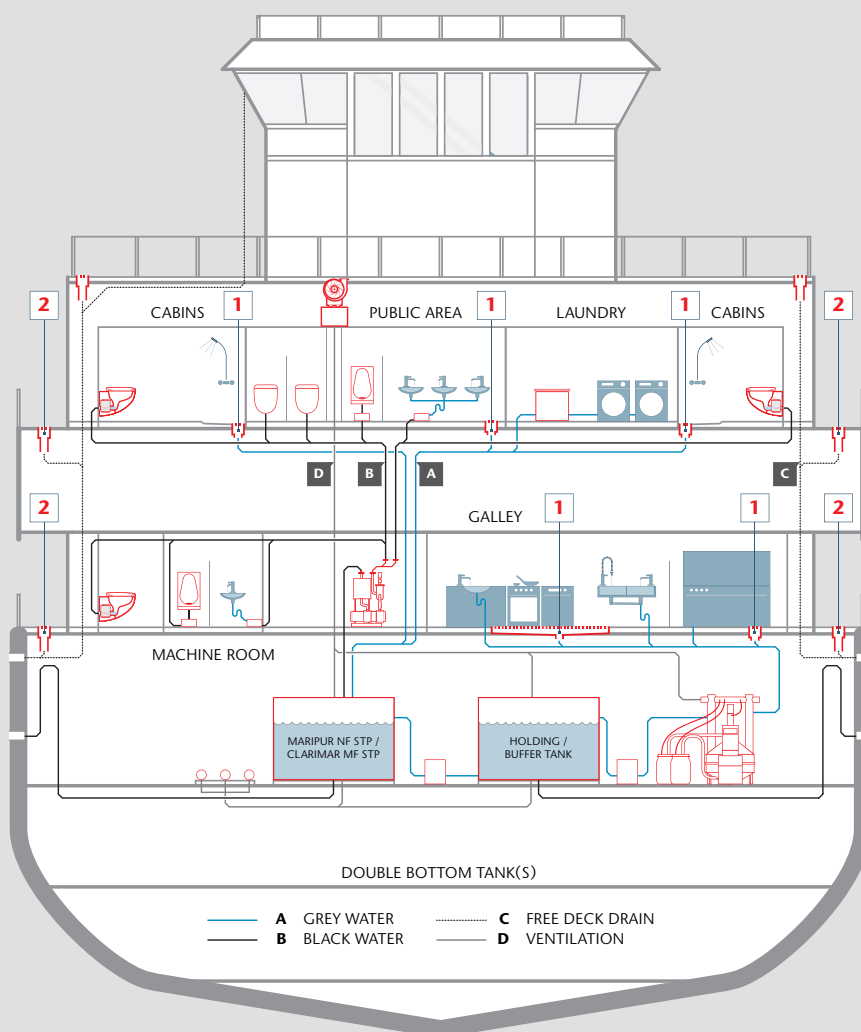 2
CABINS
1
PUBLIC AREA
1
LAUNDRY
1
CABINS
2
D
B
A
C
2
GALLEY
1
1
2
MACHINE ROOM
MARIPUR NF STP /
CLARIMAR MF STP
HOLDING /
BUFFER TANK
DOUBLE BOTTOM TANK(S)
A GREY WATER
C FREE DECK DRAIN
B BLACK WATER
D VENTILATION